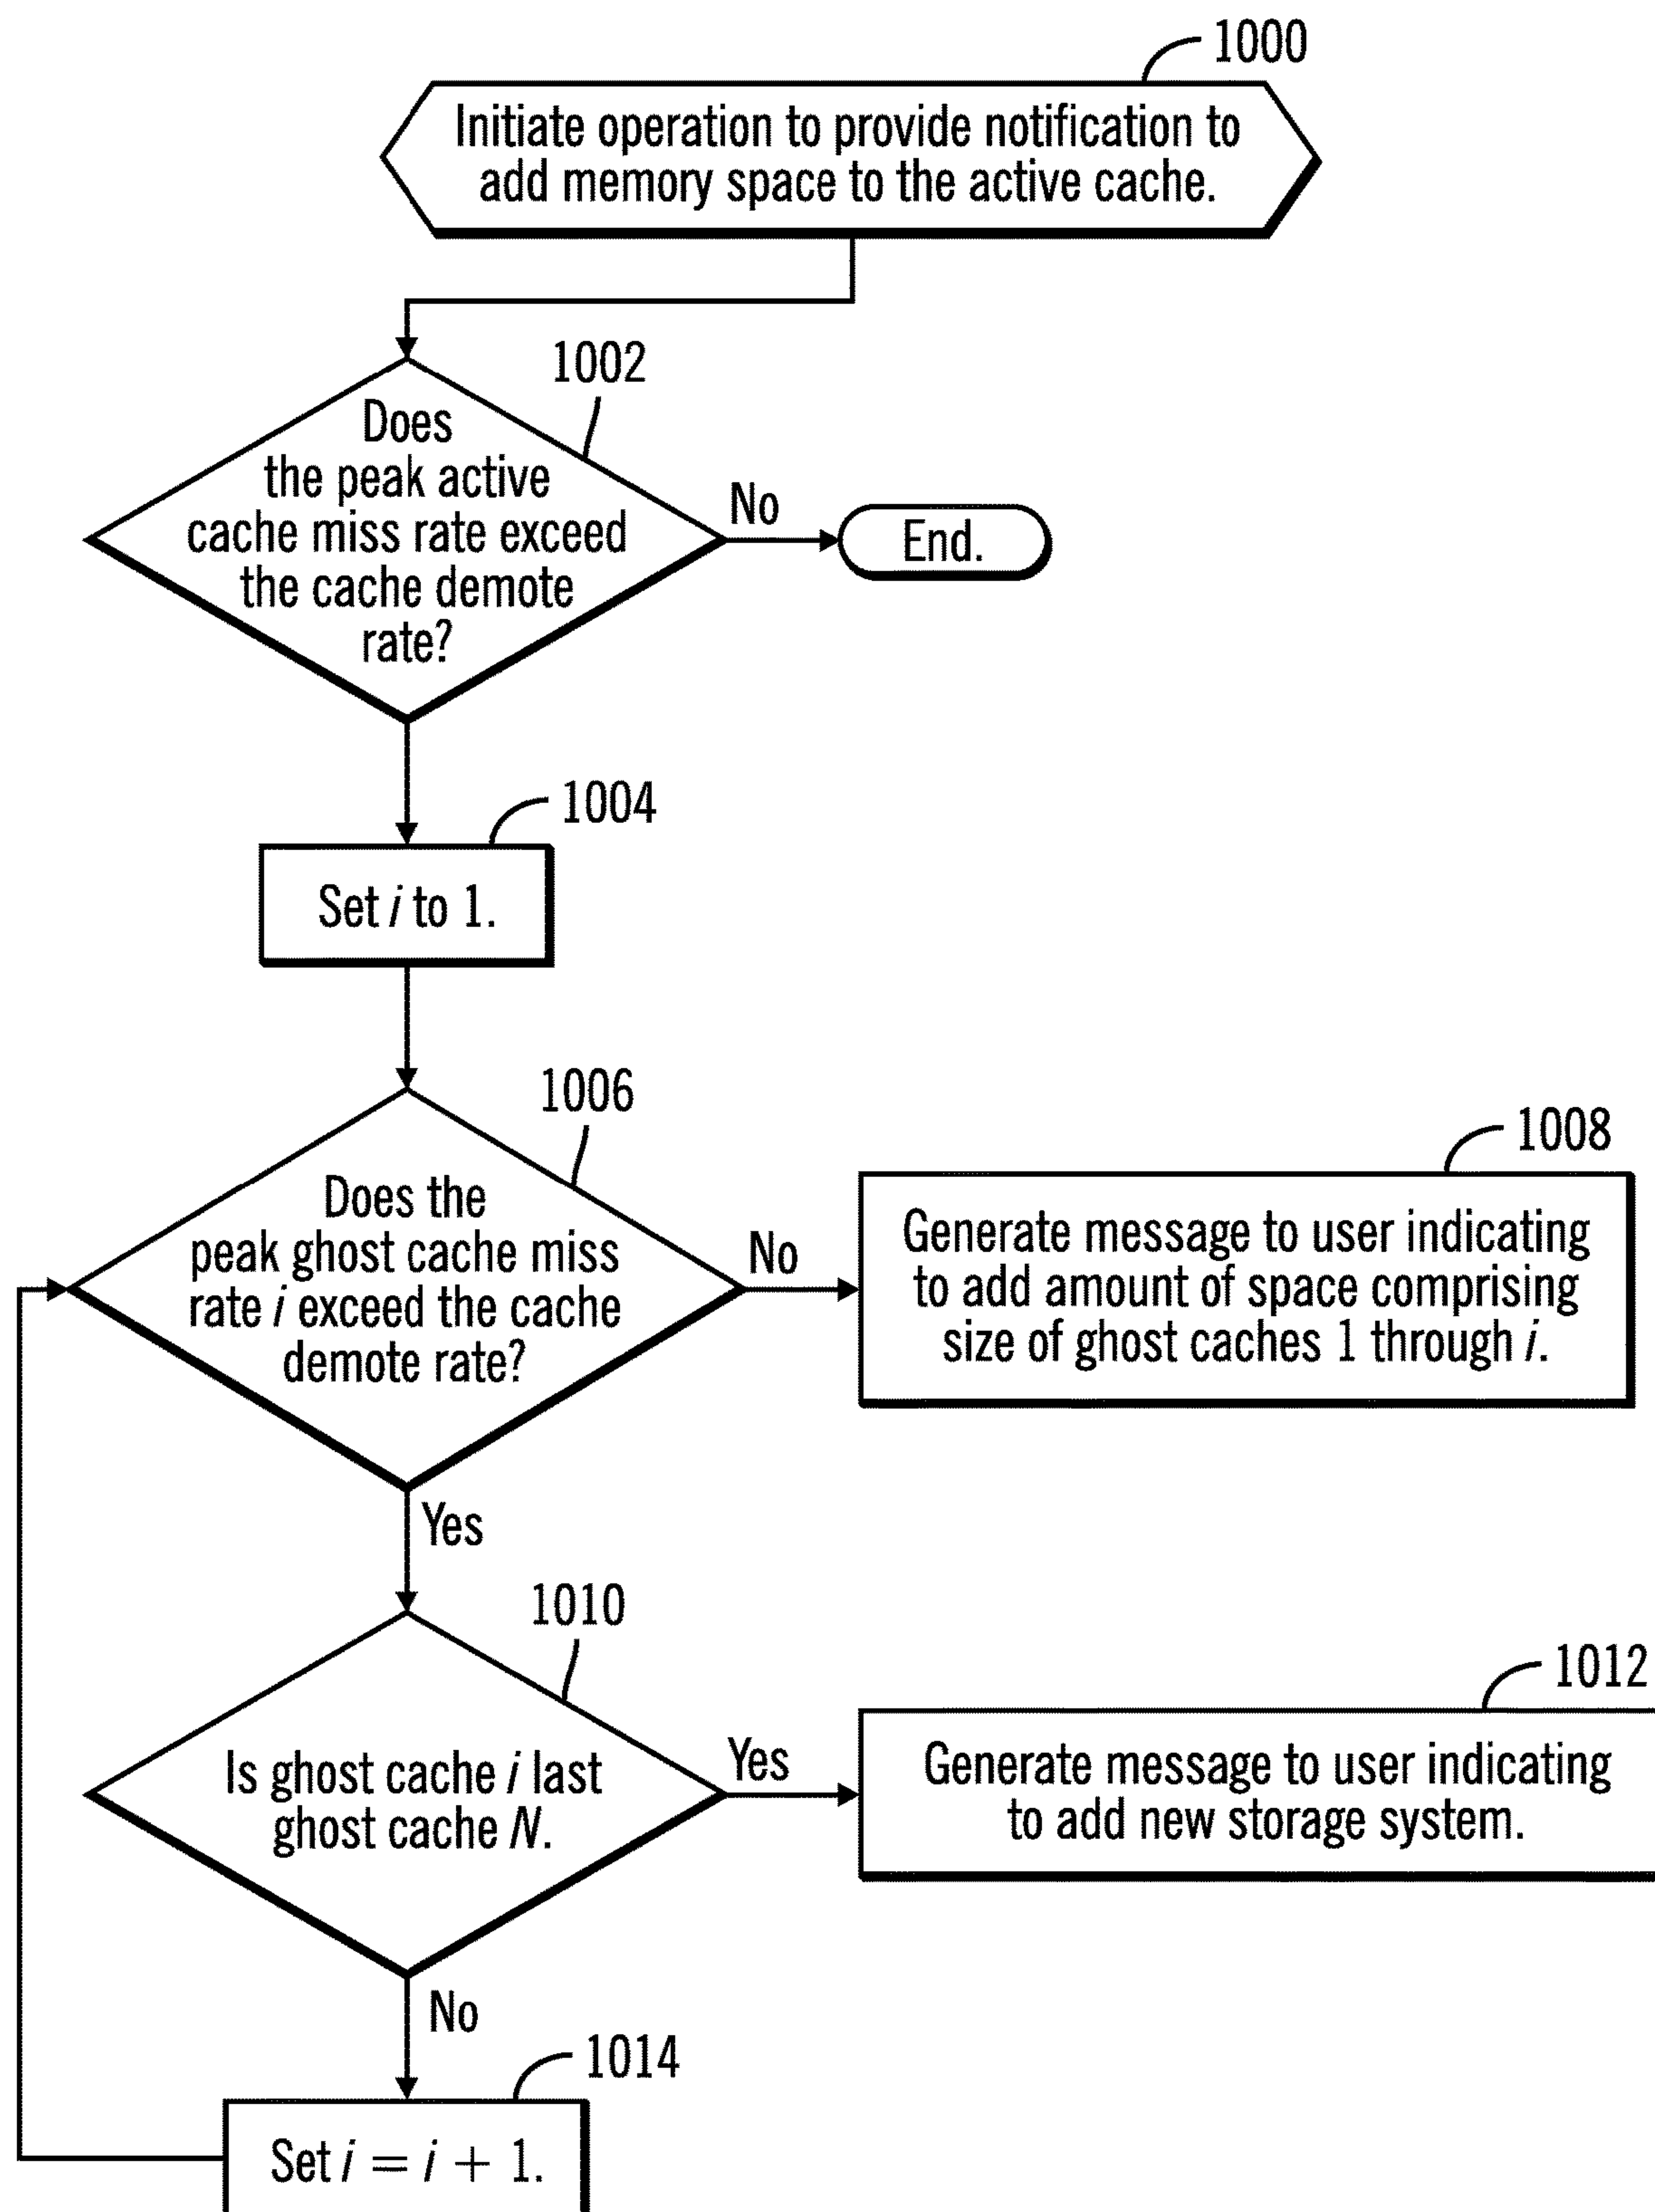 1000
Initiate operation to provide notification to
add memory space to the active cache.
1002
Does
the peak active
cache miss rate exceed
the cache demote
rate?
No
End.
1004
Set i to 1.
1006
Does the
peak ghost cache miss
rate i exceed the cache
demote rate?
No
1008
Generate message to user indicating
to add amount of space comprising
size of ghost caches 1 through i.
Yes
1010
Is ghost cache i last
ghost cache N.
Yes
1012
Generate message to user indicating
to add new storage system.
No
1014
Set i = i + 1.